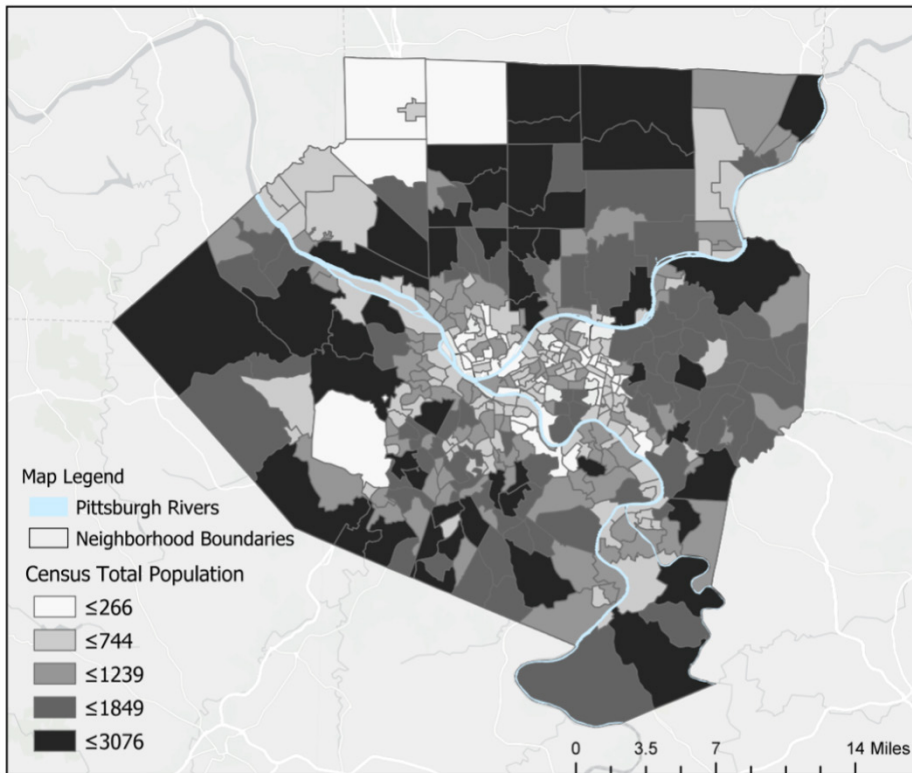 Map Legend
Pittsburgh Rivers
Neighborhood Boundaries
Census Total Population
≤266
≤744
≤1239
≤1849
≤3076
0 3.5 7 14 Miles